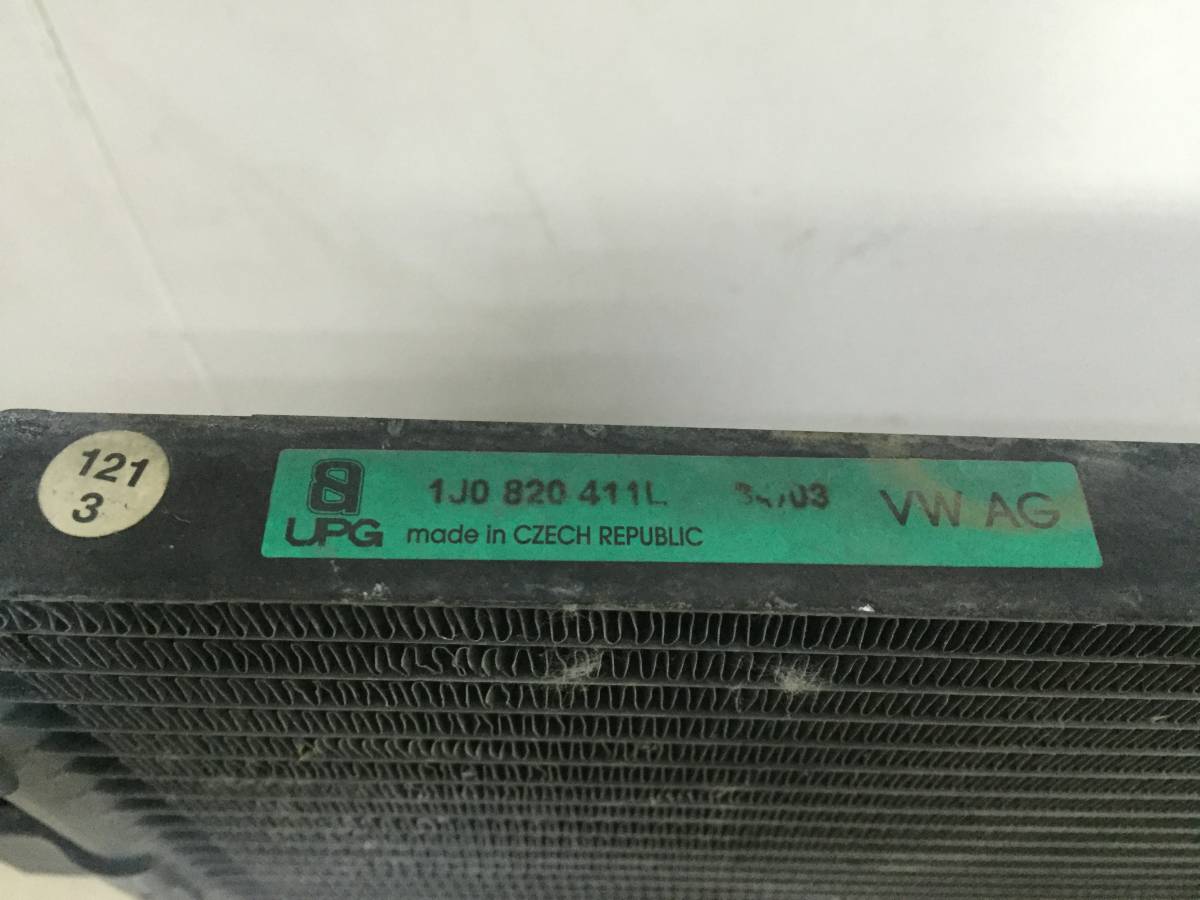 121
3
UPG
1J0 820 411L
VW AG
made in CZECH REPUBLIC